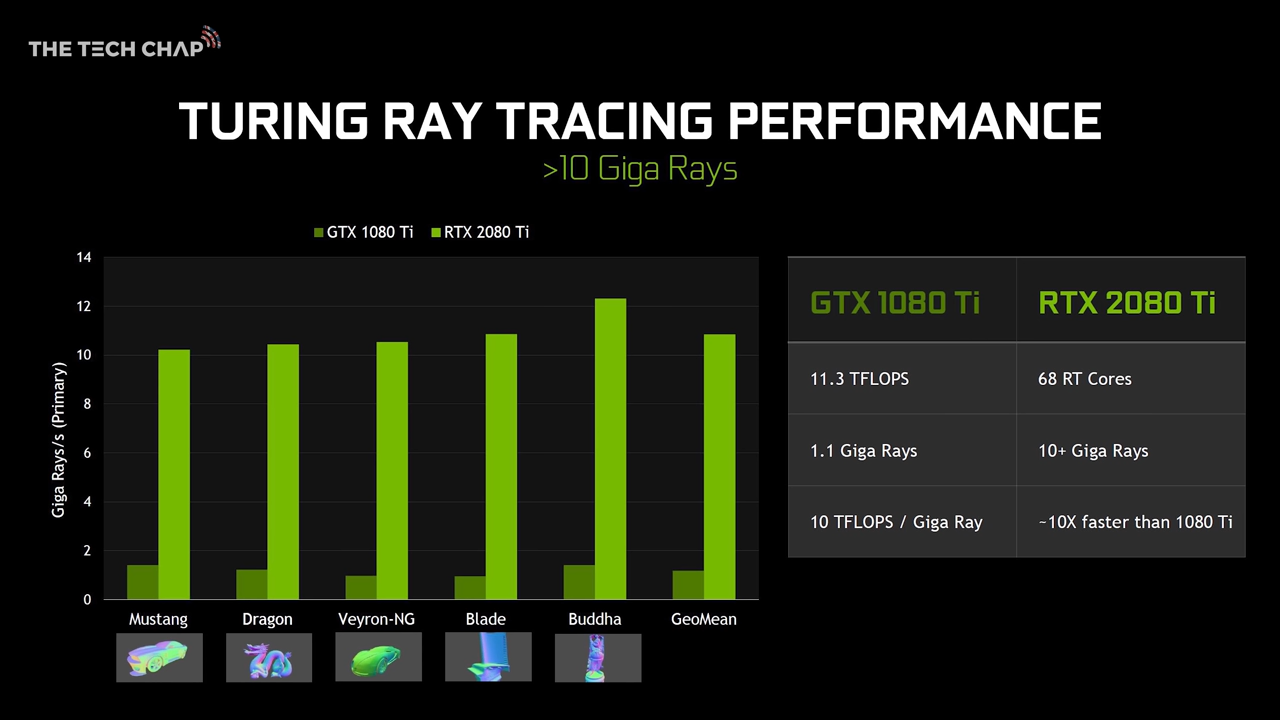 THE TECH CHAP
TURING RAY TRACING PERFORMANCE
>10 Giga Rays
GTX 1080 Ti RTX 2080 Ti
14
12
10
8
6
4
2
0
Giga Rays/s (Primary)
Mustang Dragon Veyron-NG Blade Buddha GeoMean
GTX 1080 Ti RTX 2080 Ti
11.3 TFLOPS 68 RT Cores
1.1 Giga Rays 10+ Giga Rays
10 TFLOPS / Giga Ray ~10X faster than 1080 Ti